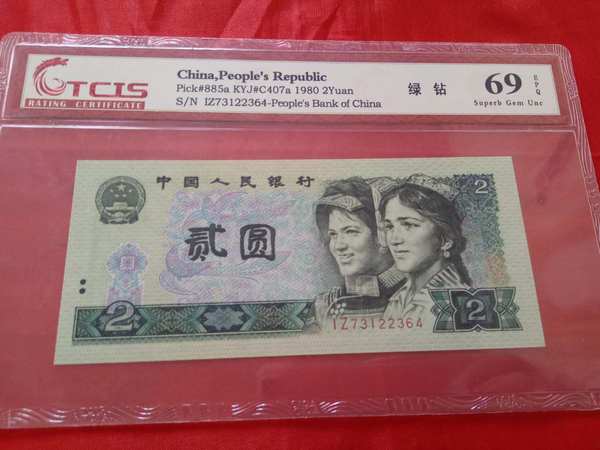 TCIS
RATING CERTIFICATE
China,People's Republic
Pick#885a KYJ#C407a 1980 2Yuan
S/N IZ73122364-People's Bank of China
绿钻
69 EPQ
Superb Gem Unc
中国人民银行
2
贰圆
IZ73122364
2
2